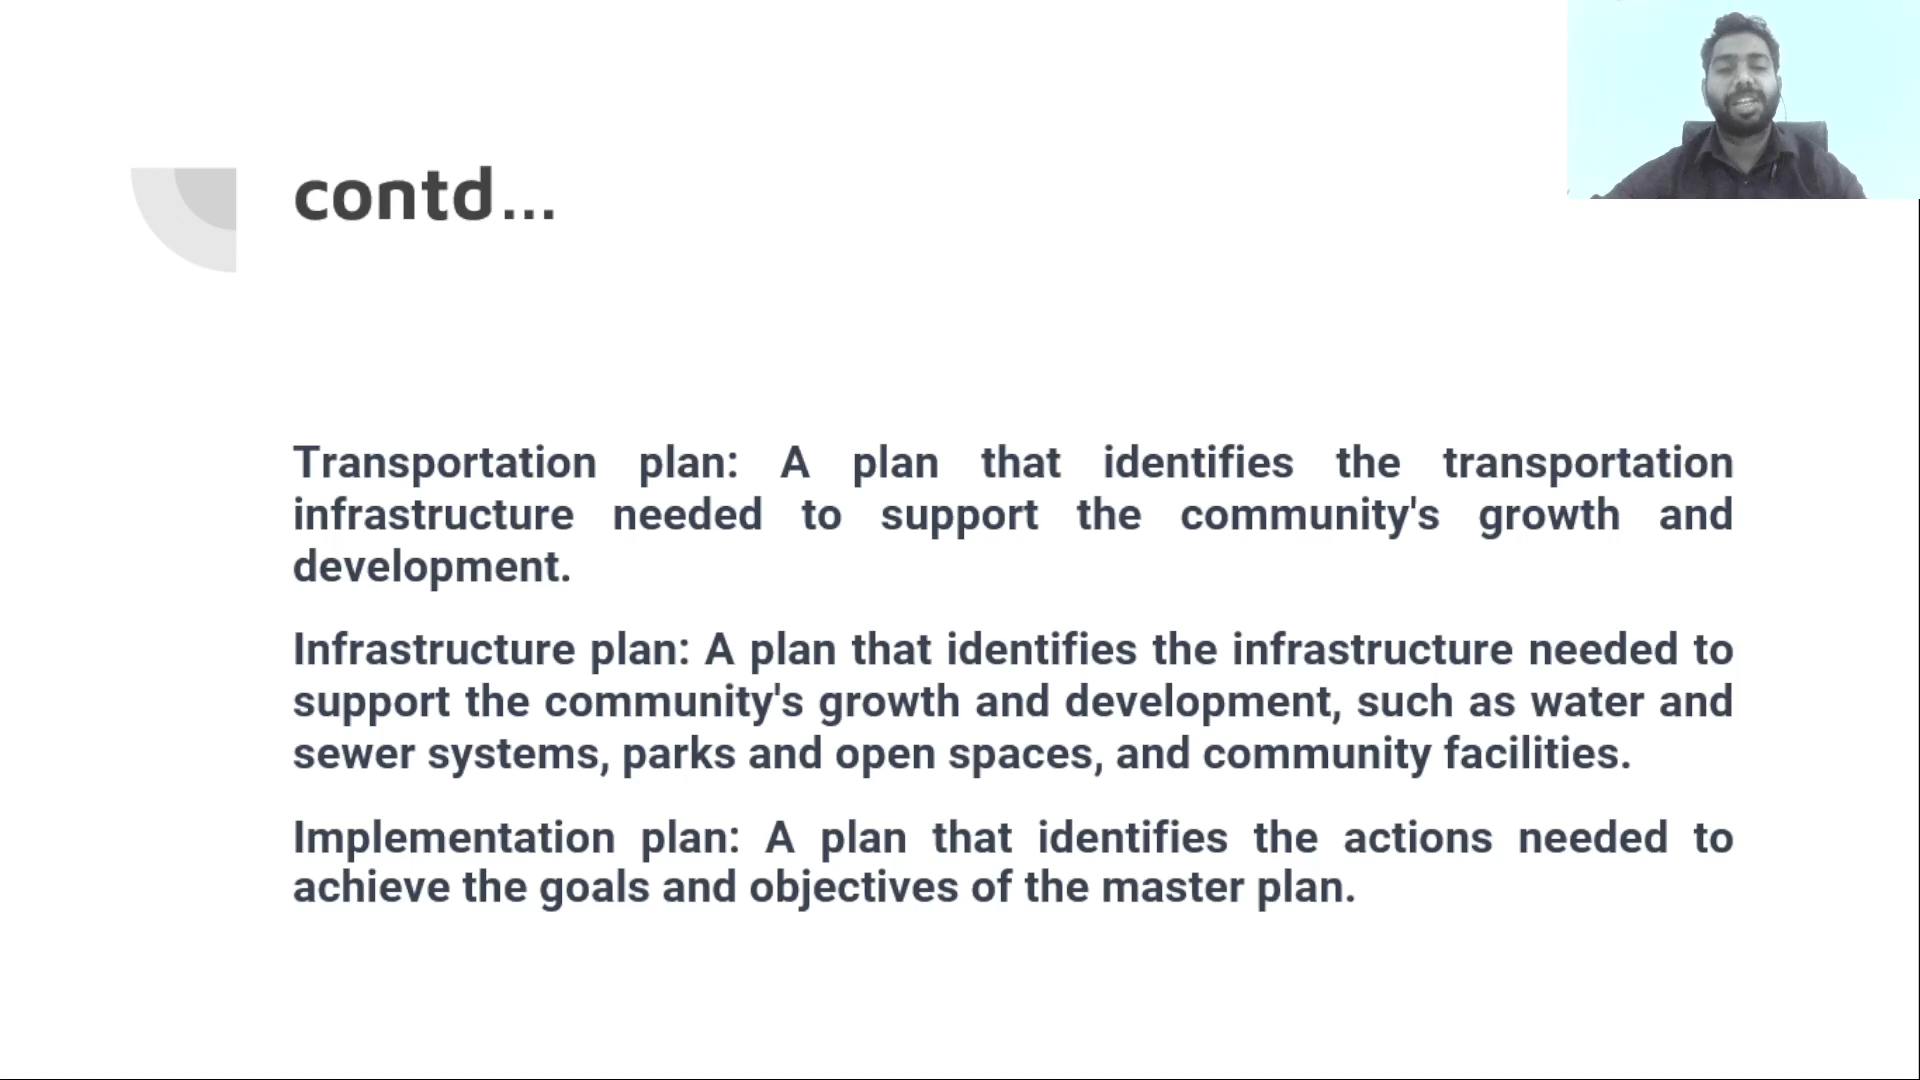 contd...
Transportation plan: A plan that identifies the transportation
infrastructure needed to support the community's growth and
development.
Infrastructure plan: A plan that identifies the infrastructure needed to
support the community's growth and development, such as water and
sewer systems, parks and open spaces, and community facilities.
Implementation plan: A plan that identifies the actions needed to
achieve the goals and objectives of the master plan.